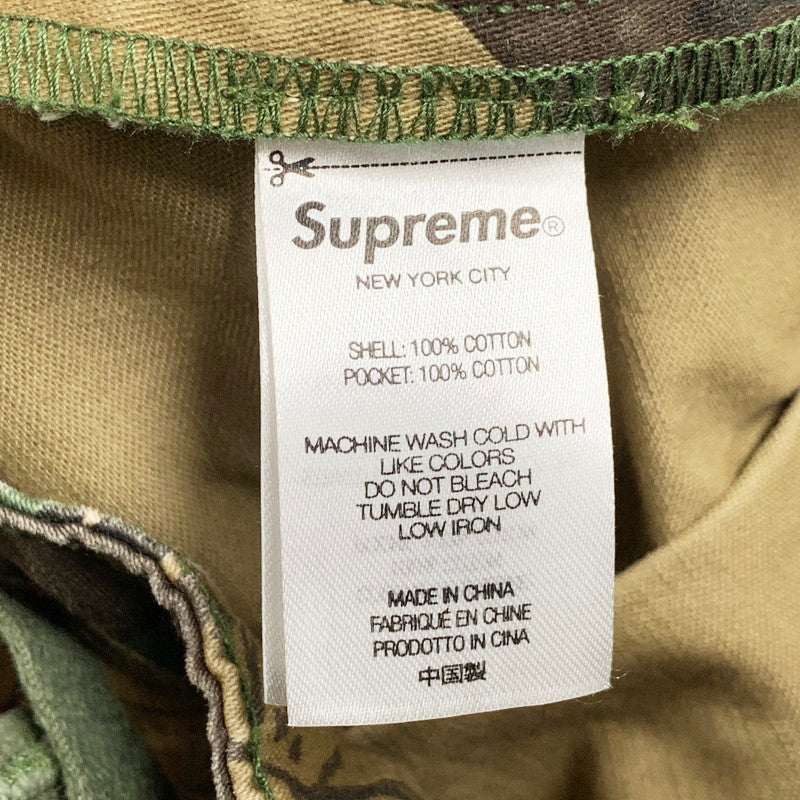 Supreme®
NEW YORK CITY
SHELL: 100% COTTON
POCKET: 100% COTTON
MACHINE WASH COLD WITH
LIKE COLORS
DO NOT BLEACH
TUMBLE DRY LOW
LOW IRON
MADE IN CHINA
FABRIQUÉ EN CHINE
PRODOTTO IN CINA
中国製